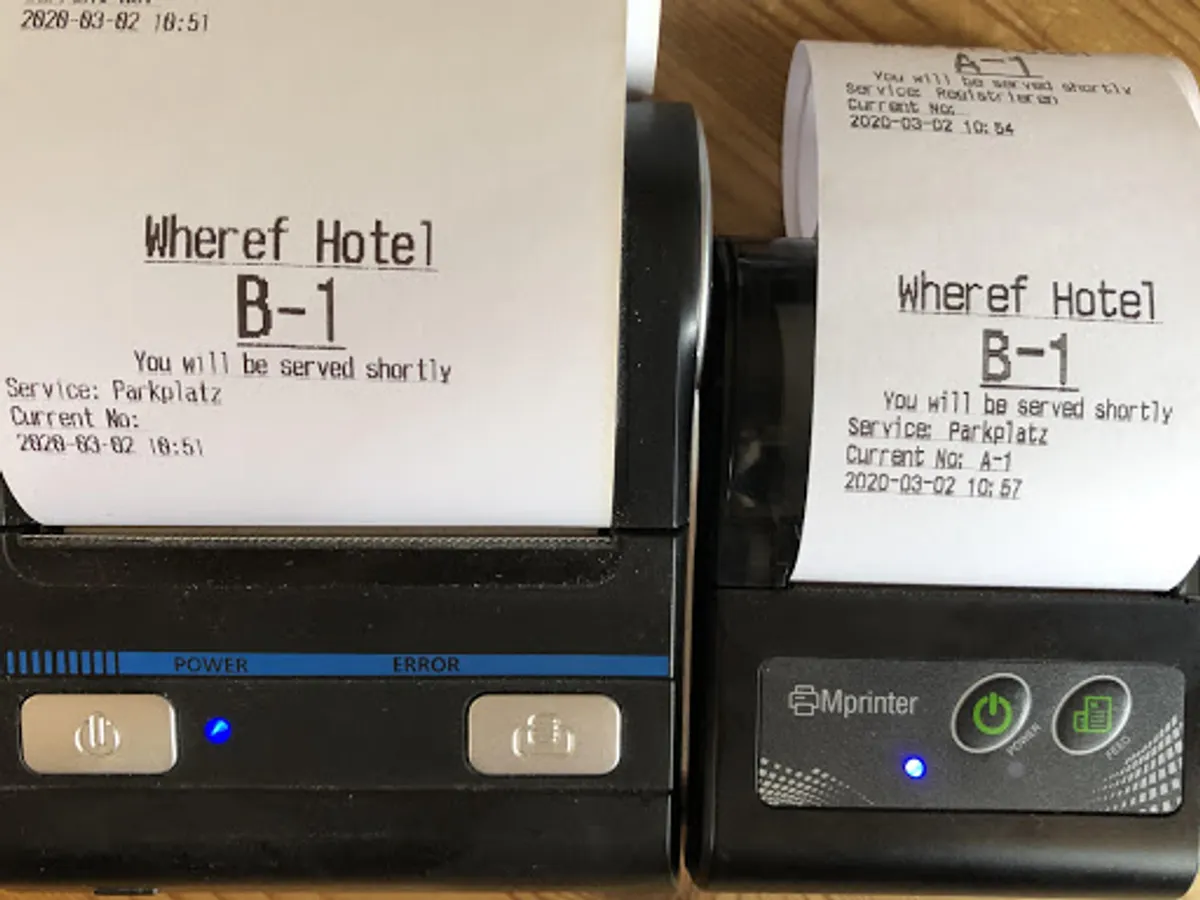 2020-03-02 10:51
Wheref Hotel
B-1
You will be served shortly
Service: Parkplatz
Current No:
2020-03-02 10:51
POWER
ERROR
A-1
You will be served shortly
Service: Registrieren
Current No:
2020-03-02 10:54
Wheref Hotel
B-1
You will be served shortly
Service: Parkplatz
Current No: A-1
2020-03-02 10:57
Mprinter
POWER
FEED